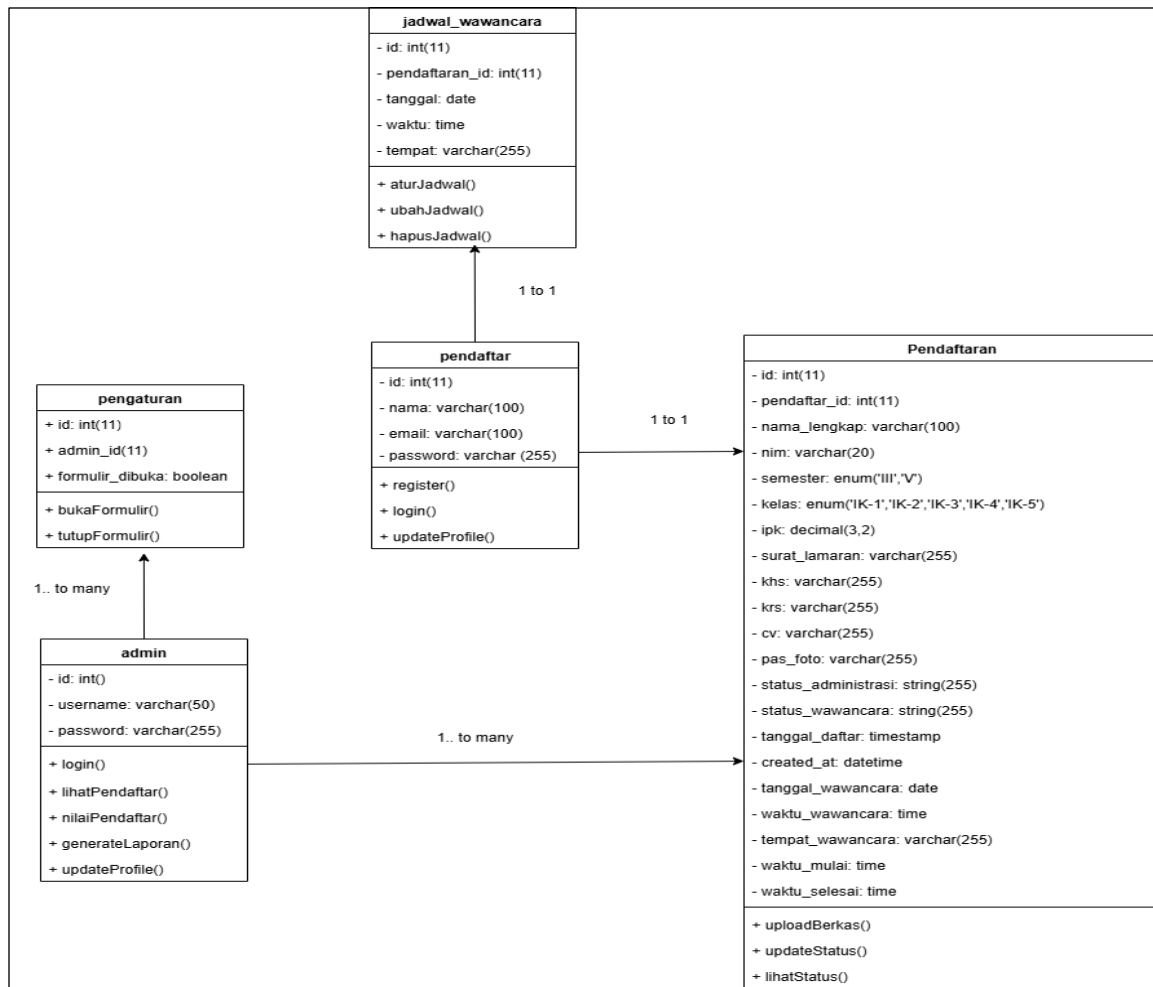 jadwal_wawancara
- id: int(11)
- pendaftaran_id: int(11)
- tanggal: date
- waktu: time
- tempat: varchar(255)
+ aturJadwal()
+ ubahJadwal()
+ hapusJadwal()
1 to 1
pendaftar
- id: int(11)
- nama: varchar(100)
- email: varchar(100)
- password: varchar (255)
+ register()
+ login()
+ updateProfile()
1 to 1
Pendaftaran
- id: int(11)
- pendaftar_id: int(11)
- nama_lengkap: varchar(100)
- nim: varchar(20)
- semester: enum('III','V')
- kelas: enum('IK-1','IK-2','IK-3','IK-4','IK-5')
- ipk: decimal(3,2)
- surat_lamaran: varchar(255)
- khs: varchar(255)
- krs: varchar(255)
- cv: varchar(255)
- pas_foto: varchar(255)
- status_administrasi: string(255)
- status_wawancara: string(255)
- tanggal_daftar: timestamp
- created_at: datetime
- tanggal_wawancara: date
- waktu_wawancara: time
- tempat_wawancara: varchar(255)
- waktu_mulai: time
- waktu_selesai: time
+ uploadBerkas()
+ updateStatus()
+ lihatStatus()
pengaturan
+ id: int(11)
+ admin_id(11)
+ formulir_dibuka: boolean
+ bukaFormulir()
+ tutupFormulir()
1.. to many
admin
- id: int()
- username: varchar(50)
- password: varchar(255)
+ login()
+ lihatPendaftar()
+ nilaiPendaftar()
+ generateLaporan()
+ updateProfile()
1.. to many